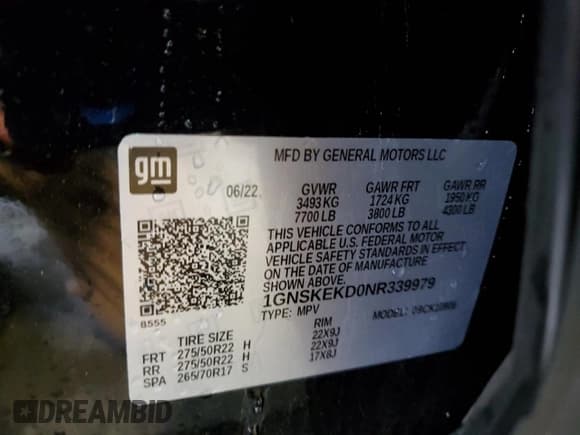 gm
MFD BY GENERAL MOTORS LLC
06/22
GVWR GAWR FRT GAWR RR
3493 KG 1724 KG 1950 KG
7700 LB 3800 LB 4300 LB
THIS VEHICLE CONFORMS TO ALL
APPLICABLE U.S. FEDERAL MOTOR
VEHICLE SAFETY STANDARDS IN EFFECT
ON THE DATE OF MANUFACTURE
SHOWN ABOVE.
1GNSKEKD0NR339979
TYPE: MPV MODEL:
8555
TIRE SIZE RIM
FRT 275/50R22 H 22X9J
RR 275/50R22 H 22X9J
SPA 265/70R17 S 17X8J
DREAMBID